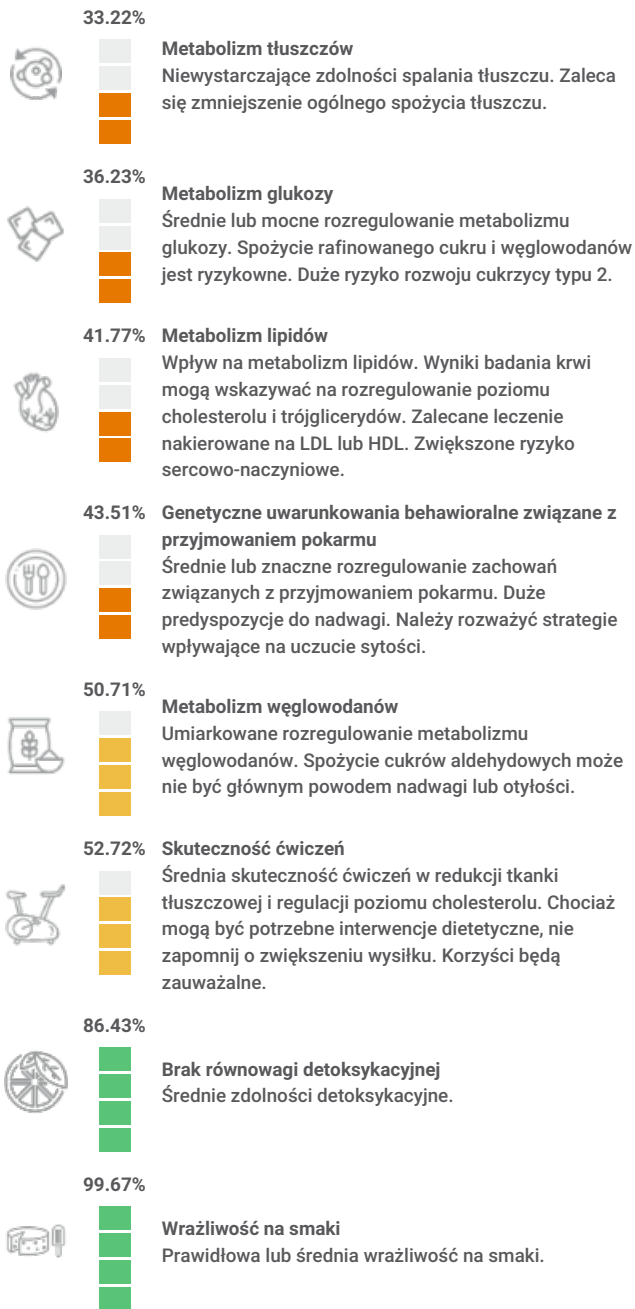 33.22%
Metabolizm tłuszczów
Niewystarczające zdolności spalania tłuszczu. Zaleca
się zmniejszenie ogólnego spożycia tłuszczu.
36.23%
Metabolizm glukozy
Średnie lub mocne rozregulowanie metabolizmu
glukozy. Spożycie rafinowanego cukru i węglowodanów
jest ryzykowne. Duże ryzyko rozwoju cukrzycy typu 2.
41.77%
Metabolizm lipidów
Wpływ na metabolizm lipidów. Wyniki badania krwi
mogą wskazywać na rozregulowanie poziomu
cholesterolu i trójglicerydów. Zalecane leczenie
nakierowane na LDL lub HDL. Zwiększone ryzyko
sercowo-naczyniowe.
43.51%
Genetyczne uwarunkowania behawioralne związane z
przyjmowaniem pokarmu
Średnie lub znaczne rozregulowanie zachowań
związanych z przyjmowaniem pokarmu. Duże
predyspozycje do nadwagi. Należy rozważyć strategie
wpływające na uczucie sytości.
50.71%
Metabolizm węglowodanów
Umiarkowane rozregulowanie metabolizmu
węglowodanów. Spożycie cukrów aldehydowych może
nie być głównym powodem nadwagi lub otyłości.
52.72%
Skuteczność ćwiczeń
Średnia skuteczność ćwiczeń w redukcji tkanki
tłuszczowej i regulacji poziomu cholesterolu. Chociaż
mogą być potrzebne interwencje dietetyczne, nie
zapomnij o zwiększeniu wysiłku. Korzyści będą
zauważalne.
86.43%
Brak równowagi detoksykacyjnej
Średnie zdolności detoksykacyjne.
99.67%
Wrażliwość na smaki
Prawidłowa lub średnia wrażliwość na smaki.